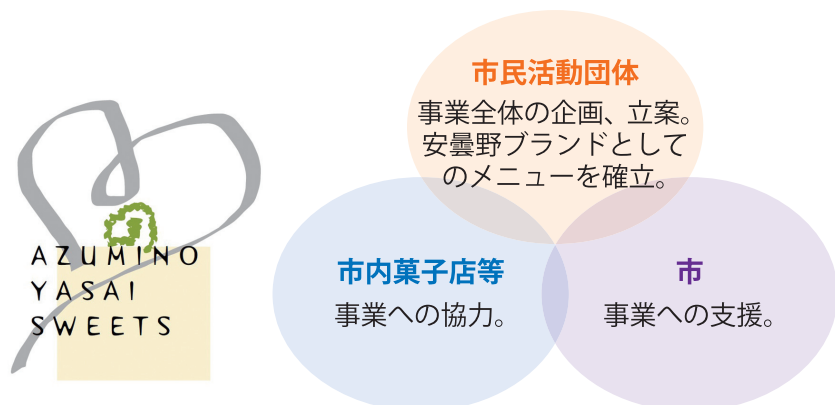 AZUMINO
YASAI
SWEETS
市民活動団体
事業全体の企画、立案。
安曇野ブランドとして
のメニューを確立。
市内菓子店等
事業への協力。
市
事業への支援。